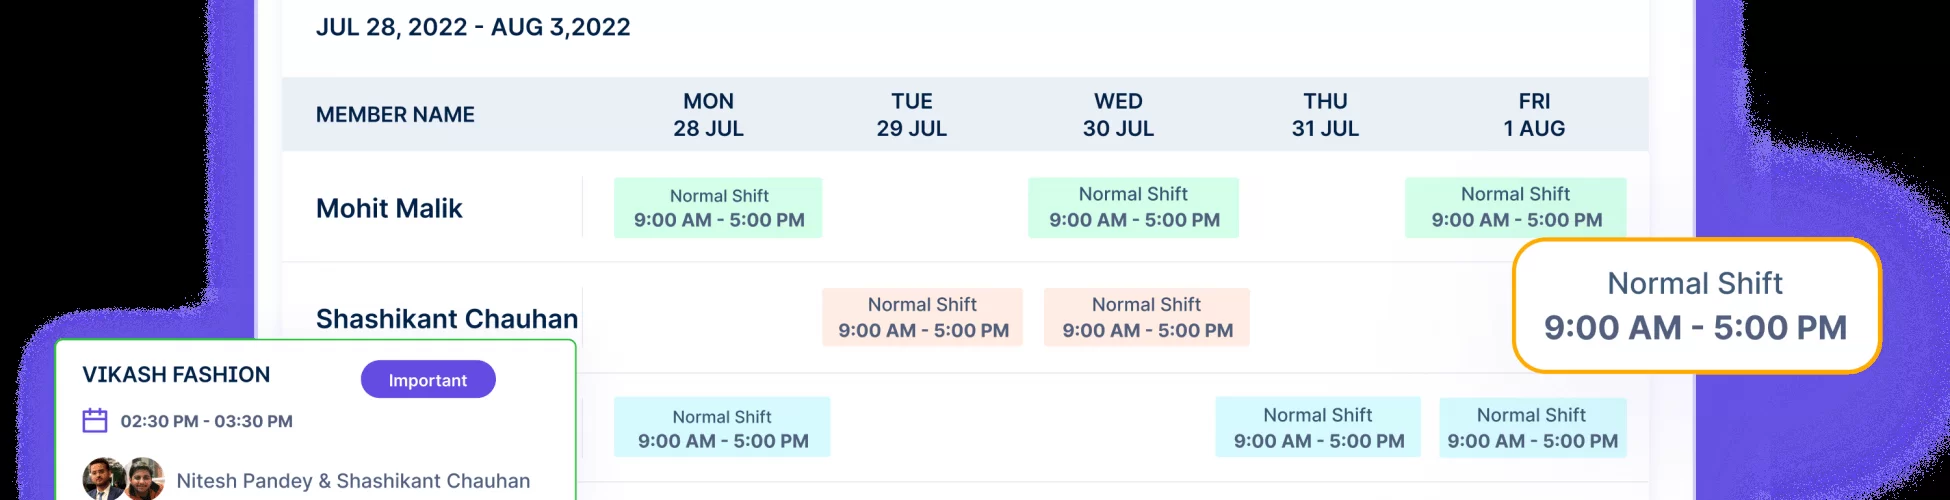 JUL 28, 2022 - AUG 3,2022
MEMBER NAME
MON TUE WED THU FRI
28 JUL 29 JUL 30 JUL 31 JUL 1 AUG
Mohit Malik
Normal Shift Normal Shift Normal Shift
9:00 AM - 5:00 PM 9:00 AM - 5:00 PM 9:00 AM - 5:00 PM
Shashikant Chauhan
Normal Shift Normal Shift
9:00 AM - 5:00 PM 9:00 AM - 5:00 PM
Normal Shift
9:00 AM - 5:00 PM
Normal Shift Normal Shift Normal Shift
9:00 AM - 5:00 PM 9:00 AM - 5:00 PM 9:00 AM - 5:00 PM
VIKASH FASHION Important
02:30 PM - 03:30 PM
Nitesh Pandey & Shashikant Chauhan